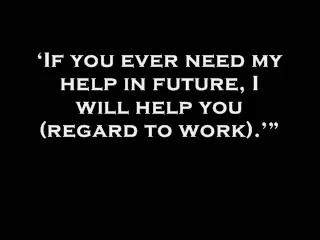 ‘If you ever need my
help in future, I
will help you
(regard to work).’”